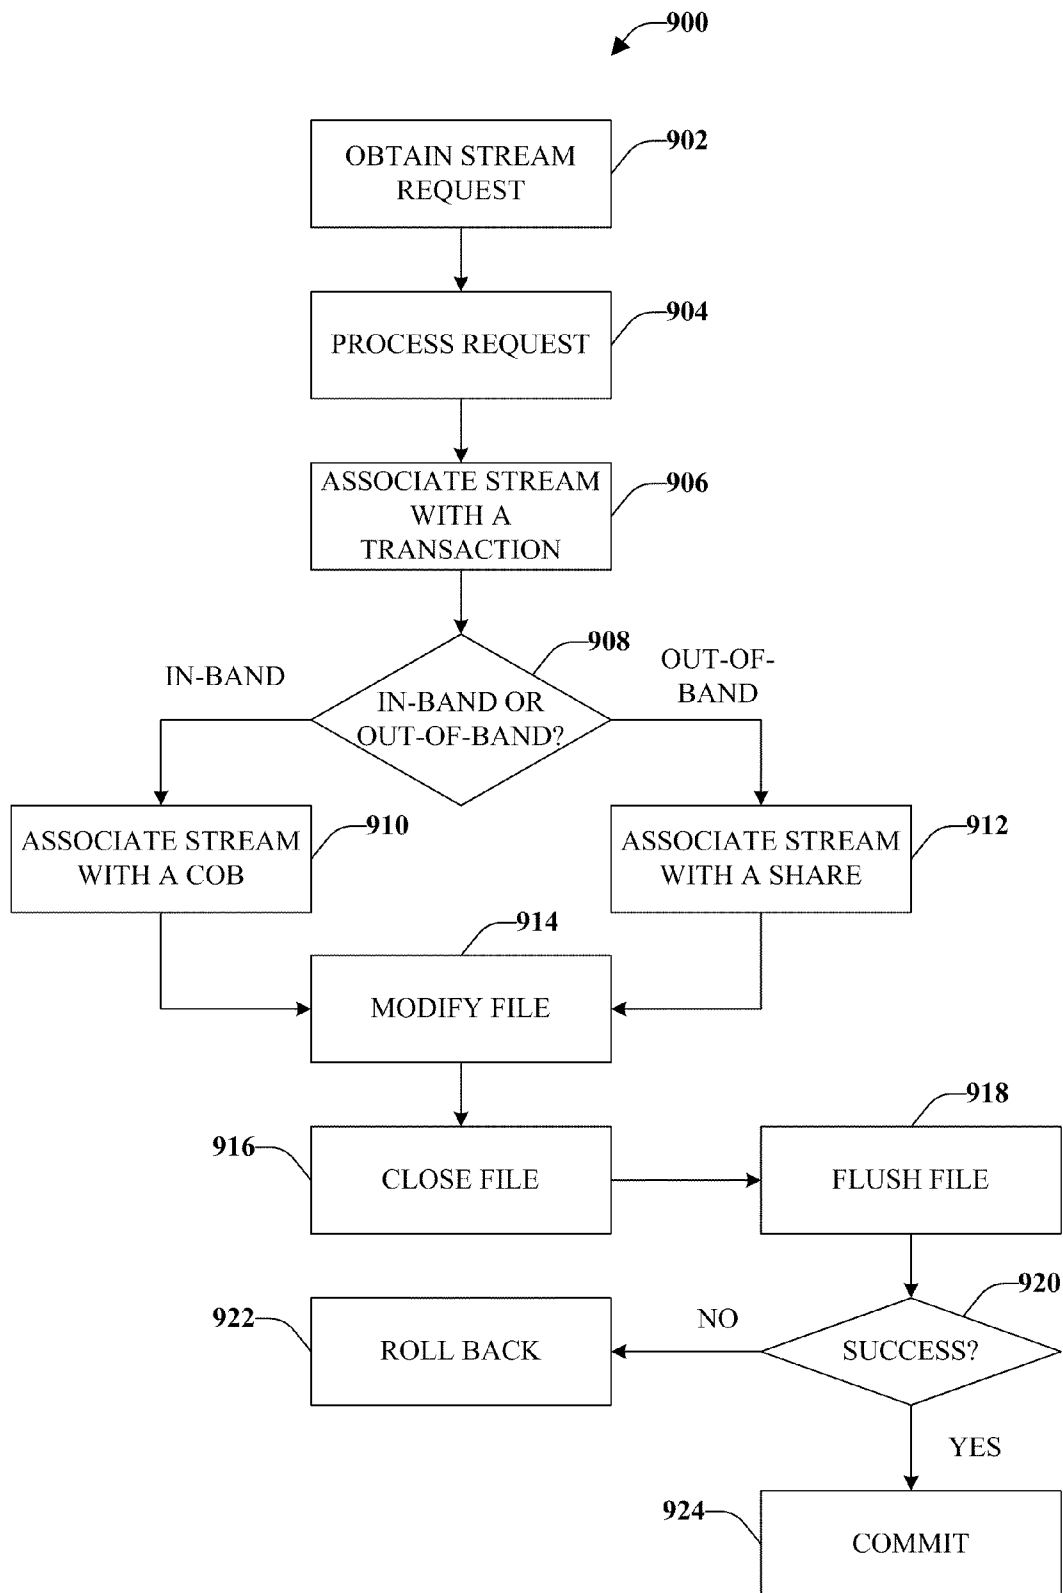 900
OBTAIN STREAM
REQUEST
902
PROCESS REQUEST
904
ASSOCIATE STREAM
WITH A
TRANSACTION
906
908
IN-BAND
OUT-OF-
BAND
IN-BAND OR
OUT-OF-BAND?
ASSOCIATE STREAM
WITH A COB
910
ASSOCIATE STREAM
WITH A SHARE
912
914
MODIFY FILE
916
CLOSE FILE
918
FLUSH FILE
920
922
ROLL BACK
NO
SUCCESS?
YES
924
COMMIT